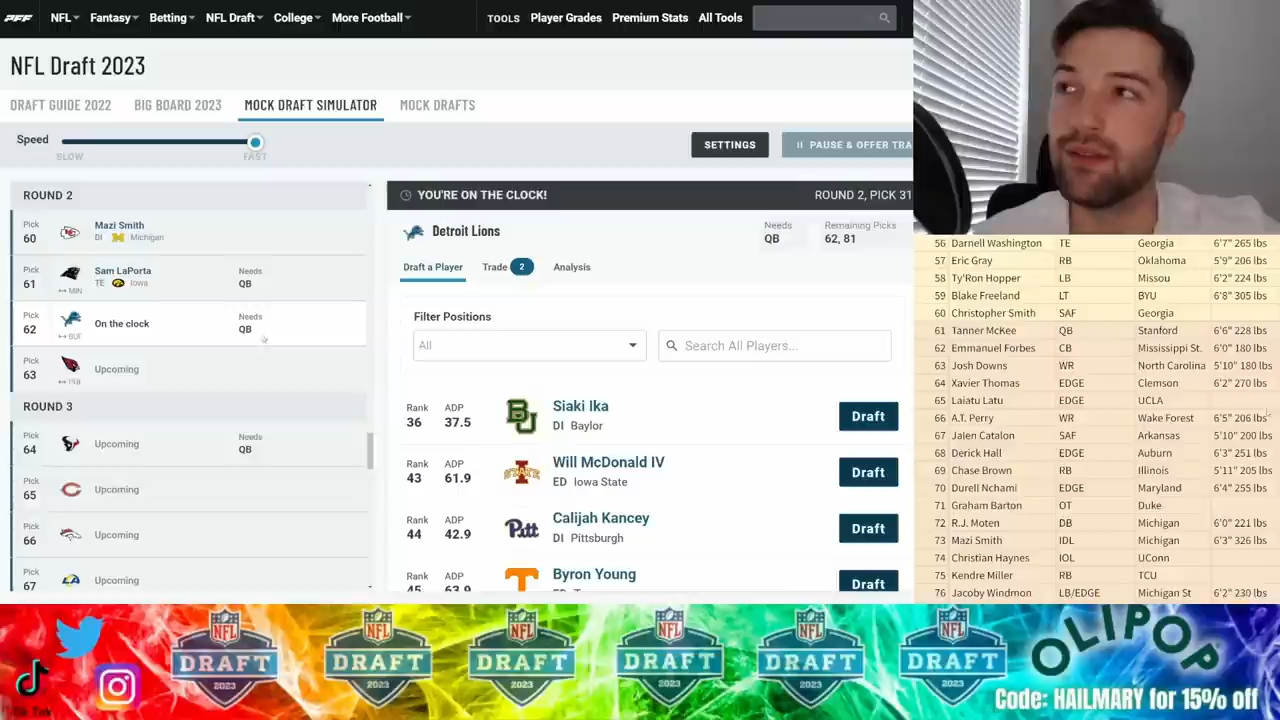 PFF NFL Fantasy Betting NFL Draft College More Football TOOLS Player Grades Premium Stats All Tools
NFL Draft 2023
DRAFT GUIDE 2022 BIG BOARD 2023 MOCK DRAFT SIMULATOR MOCK DRAFTS
Speed
SLOW FAST
SETTINGS
PAUSE & OFFER TRA
ROUND 2
Pick 60 Mazi Smith
DI Michigan
Pick 61 Sam LaPorta Needs
TE Iowa QB
MIN
Pick 62 On the clock Needs
QB
BUF
Pick 63 Upcoming
ROUND 3
Pick 64 Upcoming Needs
QB
Pick 65 Upcoming
Pick 66 Upcoming
Pick 67 Upcoming
YOU'RE ON THE CLOCK! ROUND 2, PICK 31
Detroit Lions Needs Remaining Picks
QB 62, 81
Draft a Player Trade 2 Analysis
Filter Positions
All Search All Players...
Rank ADP Siaki Ika
36 37.5 DI Baylor Draft
Rank ADP Will McDonald IV
43 61.9 ED Iowa State Draft
Rank ADP Calijah Kancey
44 42.9 DI Pittsburgh Draft
Rank ADP Byron Young
45 63.9 Draft
56 Darnell Washington TE Georgia 6'7" 265 lbs
57 Eric Gray RB Oklahoma 5'9" 206 lbs
58 Ty'Ron Hopper LB Missou 6'2" 224 lbs
59 Blake Freeland LT BYU 6'8" 305 lbs
60 Christopher Smith SAF Georgia
61 Tanner McKee QB Stanford 6'6" 228 lbs
62 Emmanuel Forbes CB Mississippi St. 6'0" 180 lbs
63 Josh Downs WR North Carolina 5'10" 180 lbs
64 Xavier Thomas EDGE Clemson 6'2" 270 lbs
65 Laiatu Latu EDGE UCLA
66 A.T. Perry WR Wake Forest 6'5" 206 lbs
67 Jalen Catalon SAF Arkansas 5'10" 200 lbs
68 Derick Hall EDGE Auburn 6'3" 251 lbs
69 Chase Brown RB Illinois 5'11" 205 lbs
70 Durell Nchami EDGE Maryland 6'4" 255 lbs
71 Graham Barton OT Duke
72 R.J. Moten DB Michigan 6'0" 221 lbs
73 Mazi Smith IDL Michigan 6'3" 326 lbs
74 Christian Haynes IOL UConn
75 Kendre Miller RB TCU
76 Jacoby Windmon LB/EDGE Michigan St 6'2" 230 lbs
NFL DRAFT 2023
NFL DRAFT 2023
NFL DRAFT 2023
NFL DRAFT 2023
NFL DRAFT 2023
NFL DRAFT 2023
OLIPOP
Code: HAILMARY for 15% off
Tik Tok